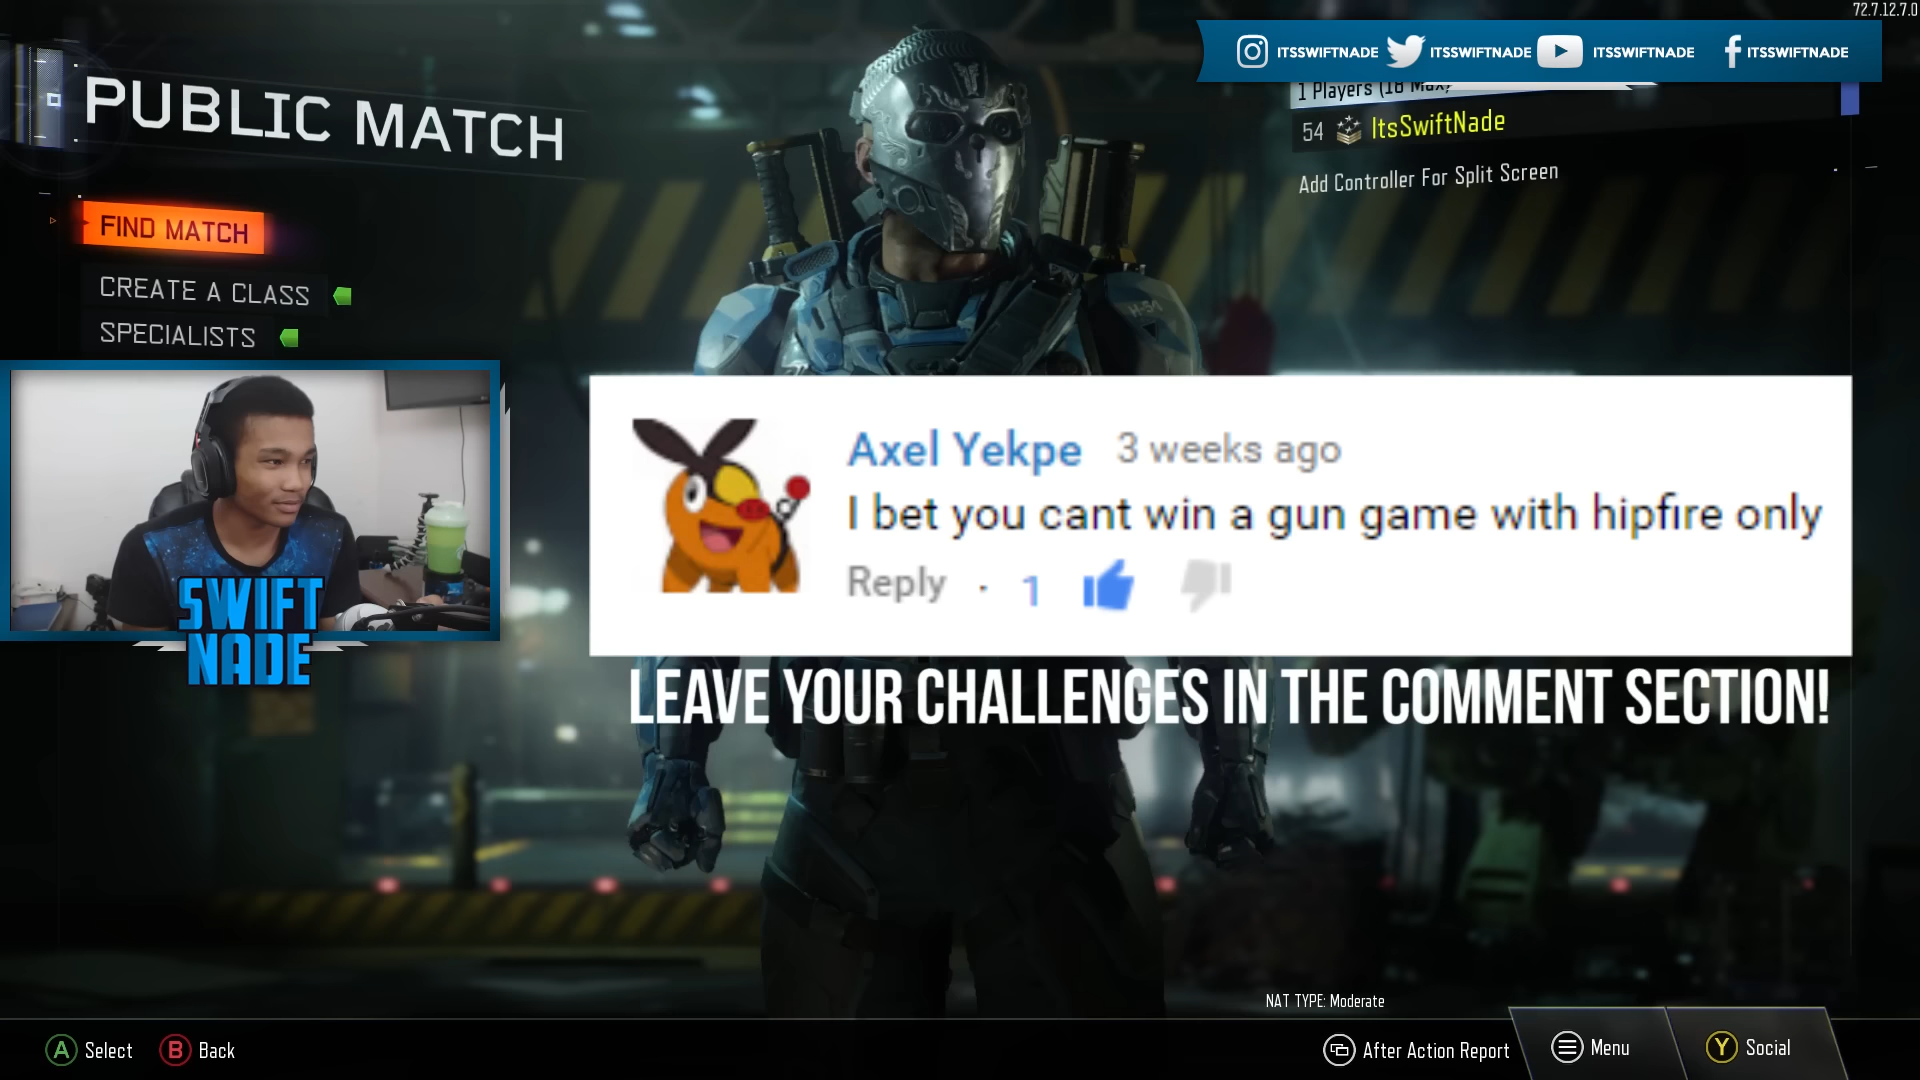 72.7.12.7.0
ITSSWIFTNADE ITSSWIFTNADE ITSSWIFTNADE ITSSWIFTNADE
PUBLIC MATCH
1 Players (18 Max)
54 ItsSwiftNade
Add Controller For Split Screen
FIND MATCH
CREATE A CLASS
SPECIALISTS
Axel Yekpe 3 weeks ago
I bet you cant win a gun game with hipfire only
Reply · 1
SWIFT
NADE
LEAVE YOUR CHALLENGES IN THE COMMENT SECTION!
NAT TYPE: Moderate
A Select B Back After Action Report Menu Y Social